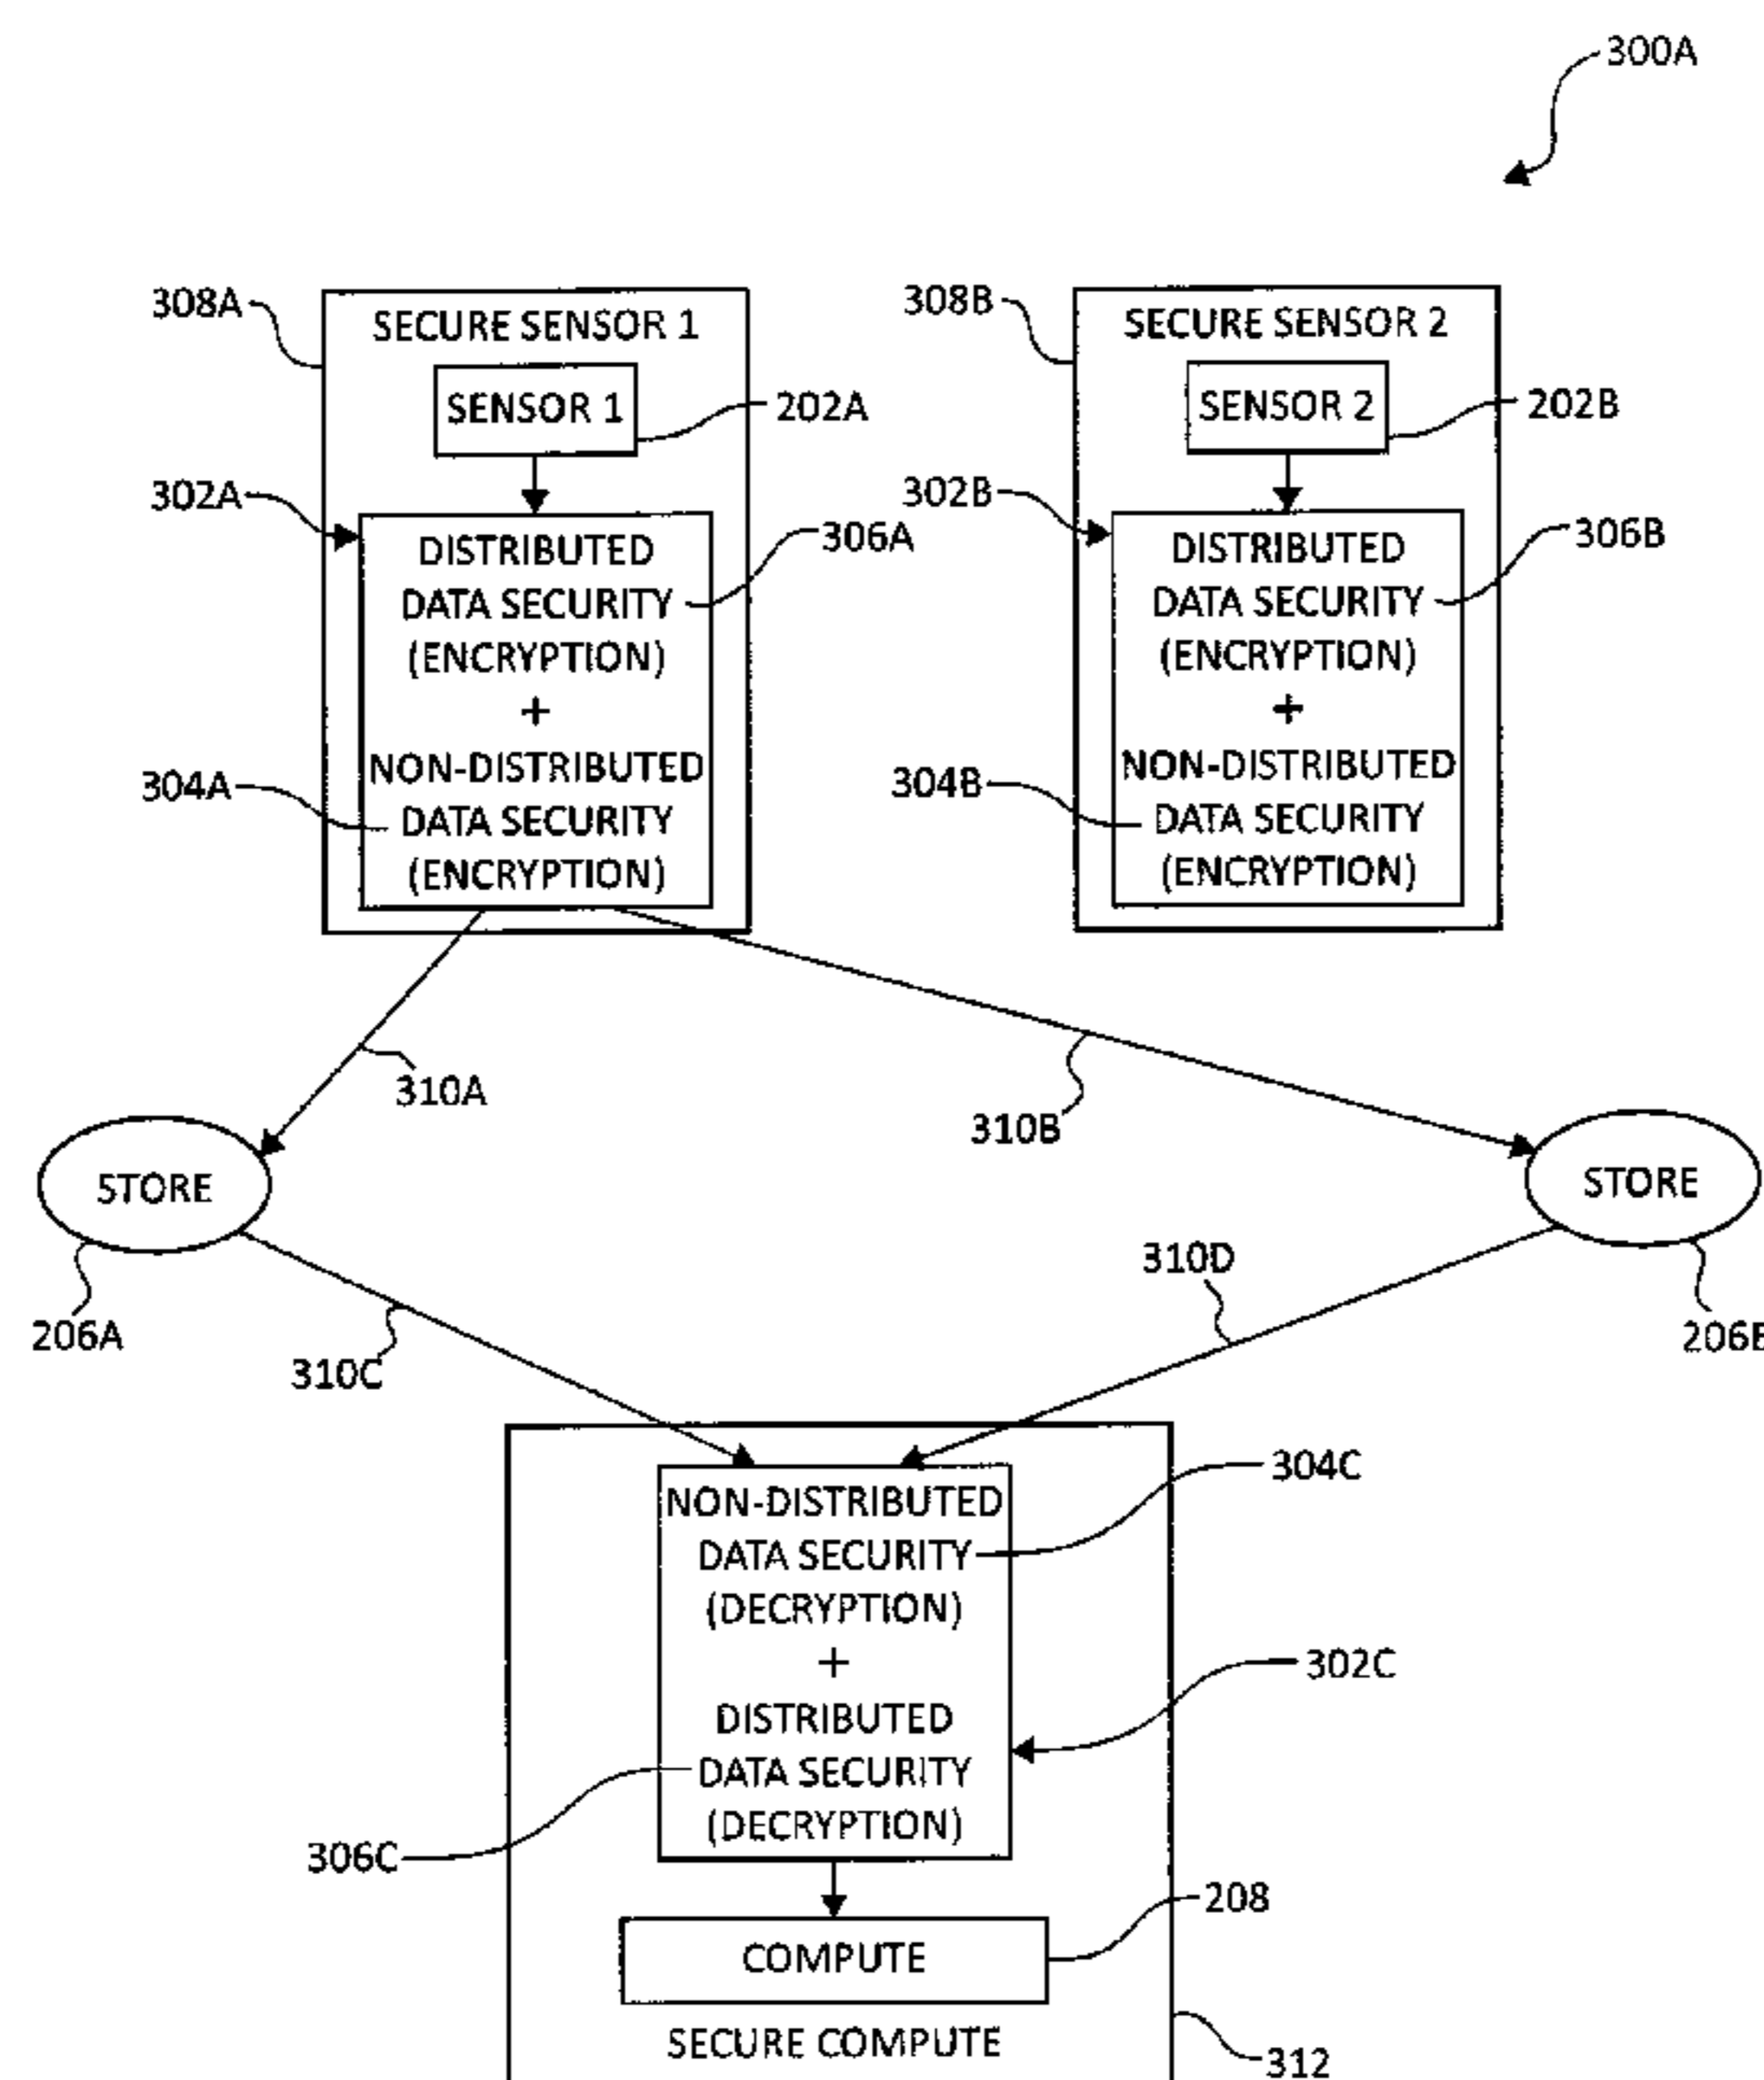 300A
308A
SECURE SENSOR 1
308B
SECURE SENSOR 2
SENSOR 1
202A
SENSOR 2
202B
302A
302B
DISTRIBUTED
DATA SECURITY
(ENCRYPTION)
+
NON-DISTRIBUTED
DATA SECURITY
(ENCRYPTION)
306A
304A
DISTRIBUTED
DATA SECURITY
(ENCRYPTION)
+
NON-DISTRIBUTED
DATA SECURITY
(ENCRYPTION)
306B
304B
310A
310B
STORE
STORE
206A
310C
310D
206B
NON-DISTRIBUTED
DATA SECURITY
(DECRYPTION)
+
DISTRIBUTED
DATA SECURITY
(DECRYPTION)
304C
302C
306C
208
COMPUTE
SECURE COMPUTE
312